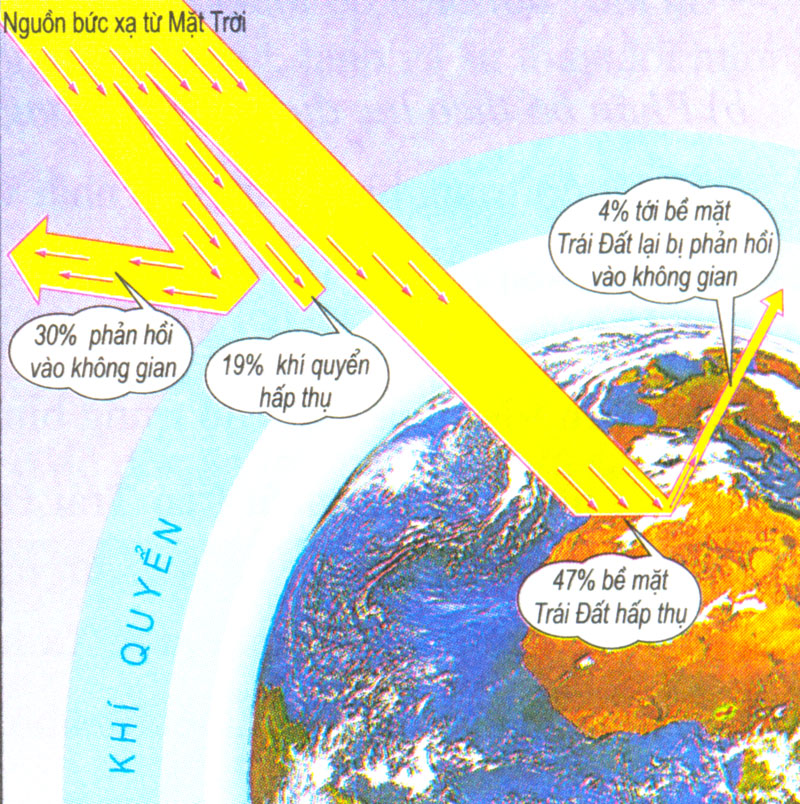 Nguồn bức xạ từ Mặt Trời
4% tới bề mặt
Trái Đất lại bị phản hồi
vào không gian
30% phản hồi
vào không gian
19% khí quyển
hấp thụ
47% bề mặt
Trái Đất hấp thụ
KHÍ QUYỂN